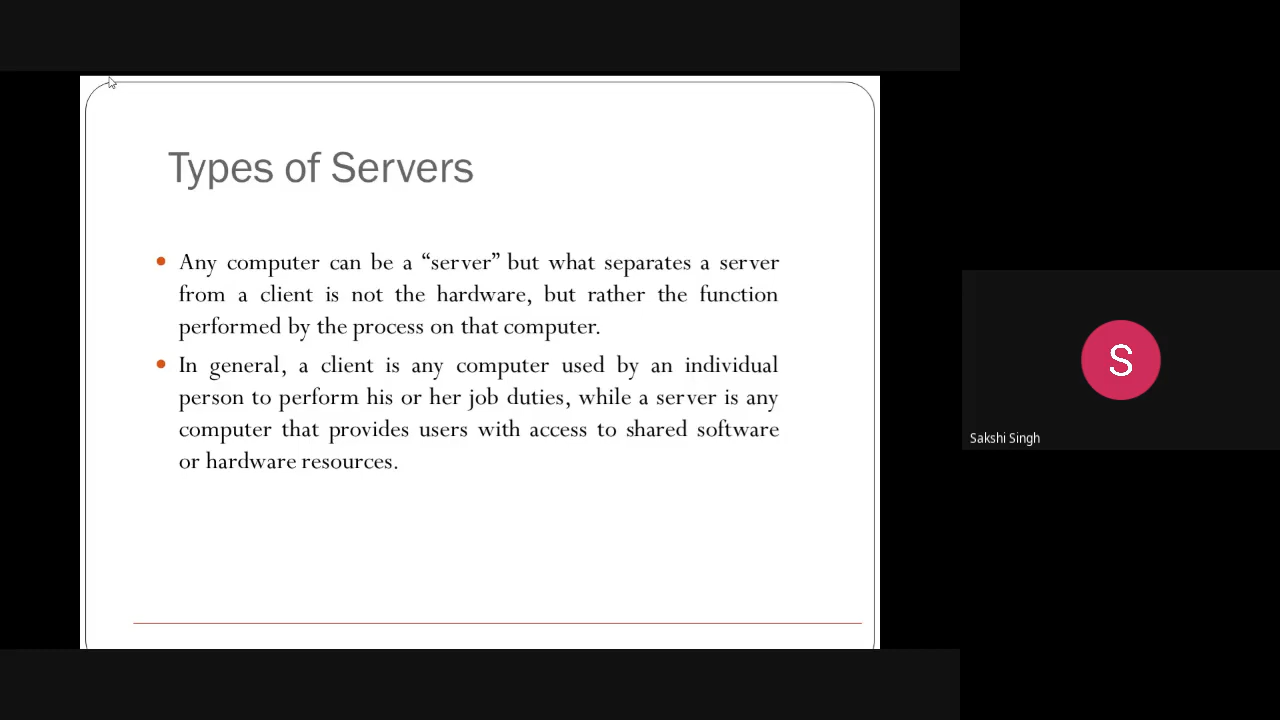 Types of Servers
Any computer can be a “server” but what separates a server
from a client is not the hardware, but rather the function
performed by the process on that computer.
In general, a client is any computer used by an individual
person to perform his or her job duties, while a server is any
computer that provides users with access to shared software
or hardware resources.
S
Sakshi Singh